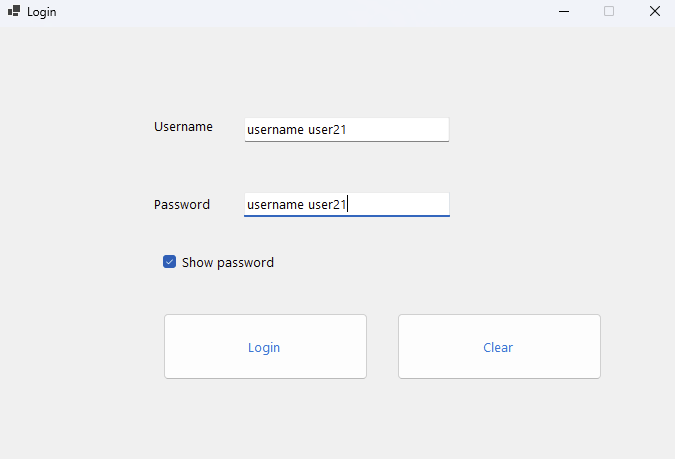 Login
Username username user21
Password username user21
Show password
Login Clear